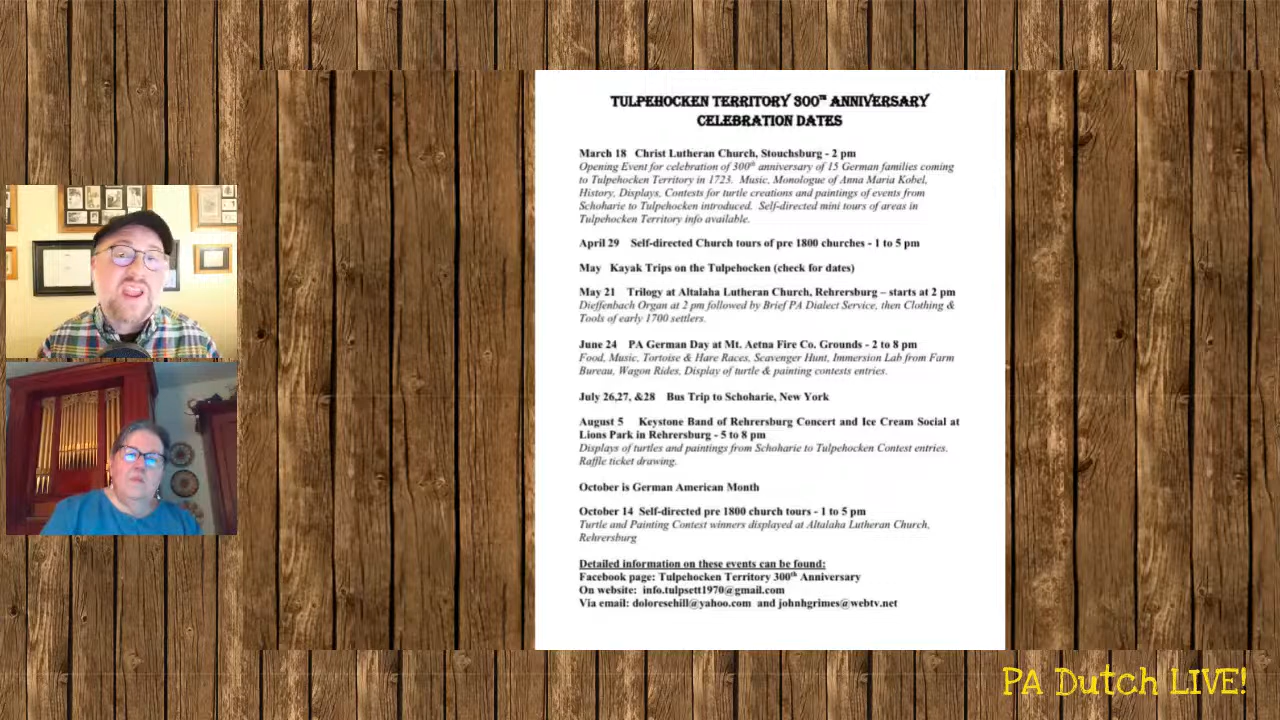 TULPEHOCKEN TERRITORY 300TH ANNIVERSARY
CELEBRATION DATES
March 18 Christ Lutheran Church, Stouchsburg - 2 pm
Opening Event for celebration of 300th anniversary of 15 German families coming
to Tulpehocken Territory in 1723. Music, Monologue of Anna Maria Kobel,
History, Displays, Contests for turtle creations and paintings of events from
Schoharie to Tulpehocken introduced. Self-directed mini tours of areas in
Tulpehocken Territory info available.
April 29 Self-directed Church tours of pre 1800 churches - 1 to 5 pm
May Kayak Trips on the Tulpehocken (check for dates)
May 21 Trilogy at Altalaha Lutheran Church, Rehrersburg – starts at 2 pm
Dieffenbach Organ at 2 pm followed by Brief PA Dialect Service, then Clothing &
Tools of early 1700 settlers.
June 24 PA German Day at Mt. Aetna Fire Co. Grounds - 2 to 8 pm
Food, Music, Tortoise & Hare Races, Scavenger Hunt, Immersion Lab from Farm
Bureau, Wagon Rides, Display of turtle & painting contests entries.
July 26,27, &28 Bus Trip to Schoharie, New York
August 5 Keystone Band of Rehrersburg Concert and Ice Cream Social at
Lions Park in Rehrersburg - 5 to 8 pm
Displays of turtles and paintings from Schoharie to Tulpehocken Contest entries.
Raffle ticket drawing.
October is German American Month
October 14 Self-directed pre 1800 church tours - 1 to 5 pm
Turtle and Painting Contest winners displayed at Altalaha Lutheran Church,
Rehrersburg
Detailed information on these events can be found:
Facebook page: Tulpehocken Territory 300th Anniversary
On website: info.tulpsett1970@gmail.com
Via email: doloresehill@yahoo.com and johnhgrimes@webtv.net
PA Dutch LIVE!